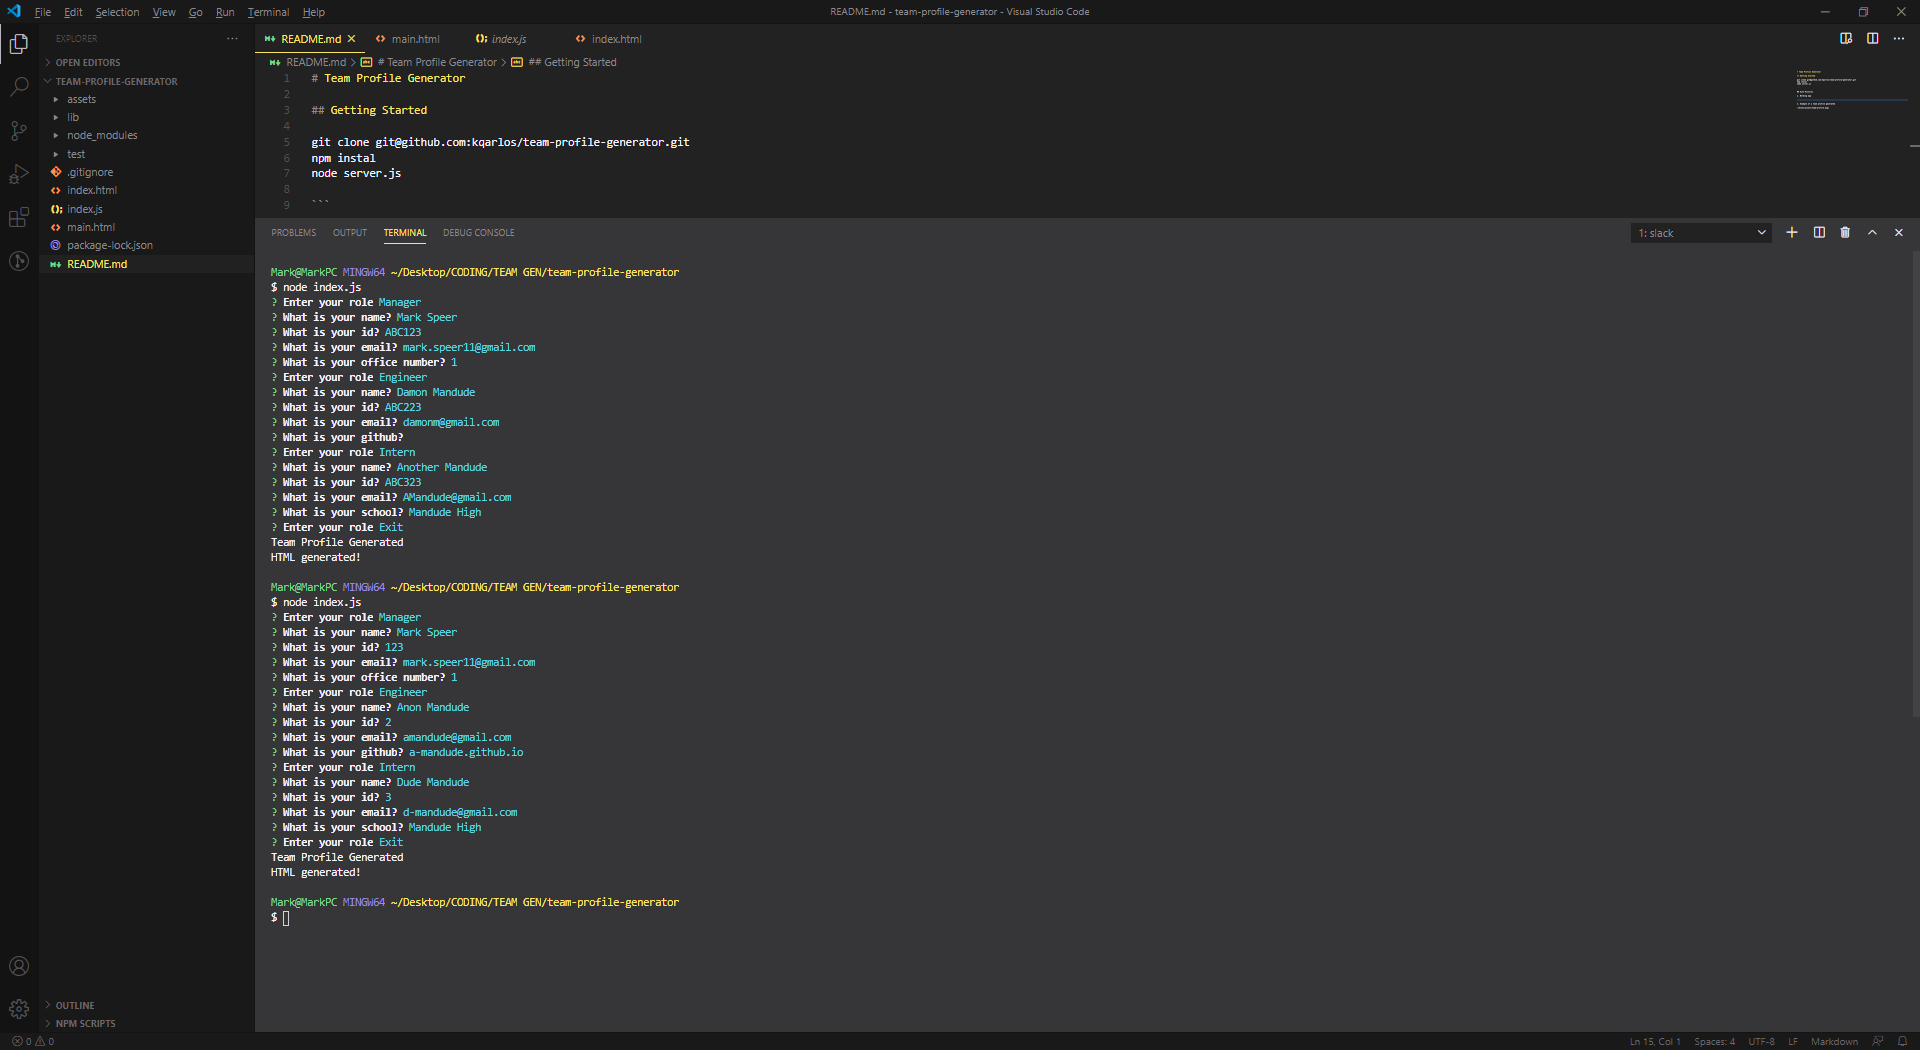 File Edit Selection View Go Run Terminal Help
README.md - team-profile-generator - Visual Studio Code
EXPLORER
OPEN EDITORS
TEAM-PROFILE-GENERATOR
assets
lib
node_modules
test
.gitignore
index.html
index.js
main.html
package-lock.json
README.md
OUTLINE
NPM SCRIPTS
README.md main.html index.js index.html
README.md > # Team Profile Generator > ## Getting Started
1 # Team Profile Generator
2
3 ## Getting Started
4
5 git clone git@github.com:kqarlos/team-profile-generator.git
6 npm instal
7 node server.js
8
9 ```
PROBLEMS OUTPUT TERMINAL DEBUG CONSOLE
1: slack
Mark@MarkPC MINGW64 ~/Desktop/CODING/TEAM GEN/team-profile-generator
$ node index.js
? Enter your role Manager
? What is your name? Mark Speer
? What is your id? ABC123
? What is your email? mark.speer11@gmail.com
? What is your office number? 1
? Enter your role Engineer
? What is your name? Damon Mandude
? What is your id? ABC223
? What is your email? damonm@gmail.com
? What is your github?
? Enter your role Intern
? What is your name? Another Mandude
? What is your id? ABC323
? What is your email? AMandude@gmail.com
? What is your school? Mandude High
? Enter your role Exit
Team Profile Generated
HTML generated!
Mark@MarkPC MINGW64 ~/Desktop/CODING/TEAM GEN/team-profile-generator
$ node index.js
? Enter your role Manager
? What is your name? Mark Speer
? What is your id? 123
? What is your email? mark.speer11@gmail.com
? What is your office number? 1
? Enter your role Engineer
? What is your name? Anon Mandude
? What is your id? 2
? What is your email? amandude@gmail.com
? What is your github? a-mandude.github.io
? Enter your role Intern
? What is your name? Dude Mandude
? What is your id? 3
? What is your email? d-mandude@gmail.com
? What is your school? Mandude High
? Enter your role Exit
Team Profile Generated
HTML generated!
Mark@MarkPC MINGW64 ~/Desktop/CODING/TEAM GEN/team-profile-generator
$
0 0
Ln 15, Col 1 Spaces: 4 UTF-8 LF Markdown